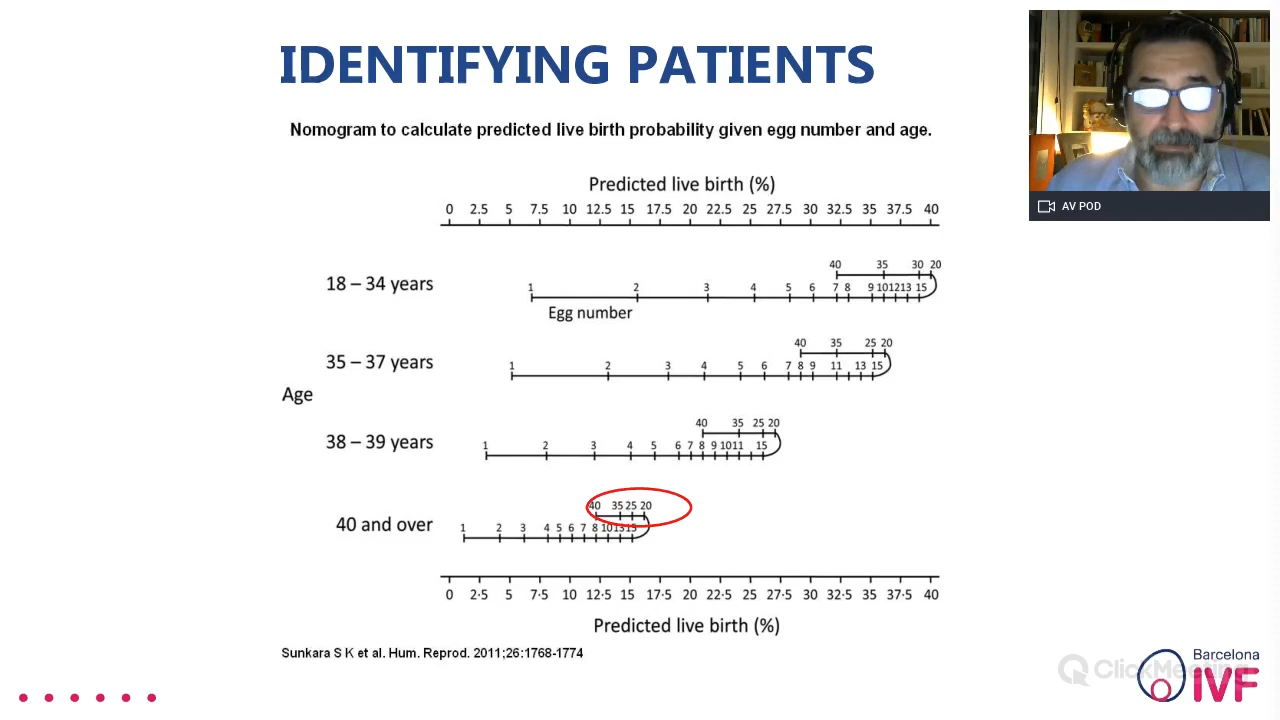 IDENTIFYING PATIENTS
AV POD
Nomogram to calculate predicted live birth probability given egg number and age.
Predicted live birth (%)
0 2.5 5 7.5 10 12.5 15 17.5 20 22.5 25 27.5 30 32.5 35 37.5 40
40 35 30 20
18 – 34 years
1 2 3 4 5 6 7 8 9 10 12 13 15
Egg number
40 35 25 20
35 – 37 years
1 2 3 4 5 6 7 8 9 11 13 15
Age
40 35 25 20
38 – 39 years
1 2 3 4 5 6 7 8 9 10 11 15
40 35 25 20
40 and over
1 2 3 4 5 6 7 8 10 13 15
0 2·5 5 7·5 10 12·5 15 17·5 20 22·5 25 27·5 30 32·5 35 37·5 40
Predicted live birth (%)
Sunkara S K et al. Hum. Reprod. 2011;26:1768-1774
ClickMeeting
Barcelona
IVF